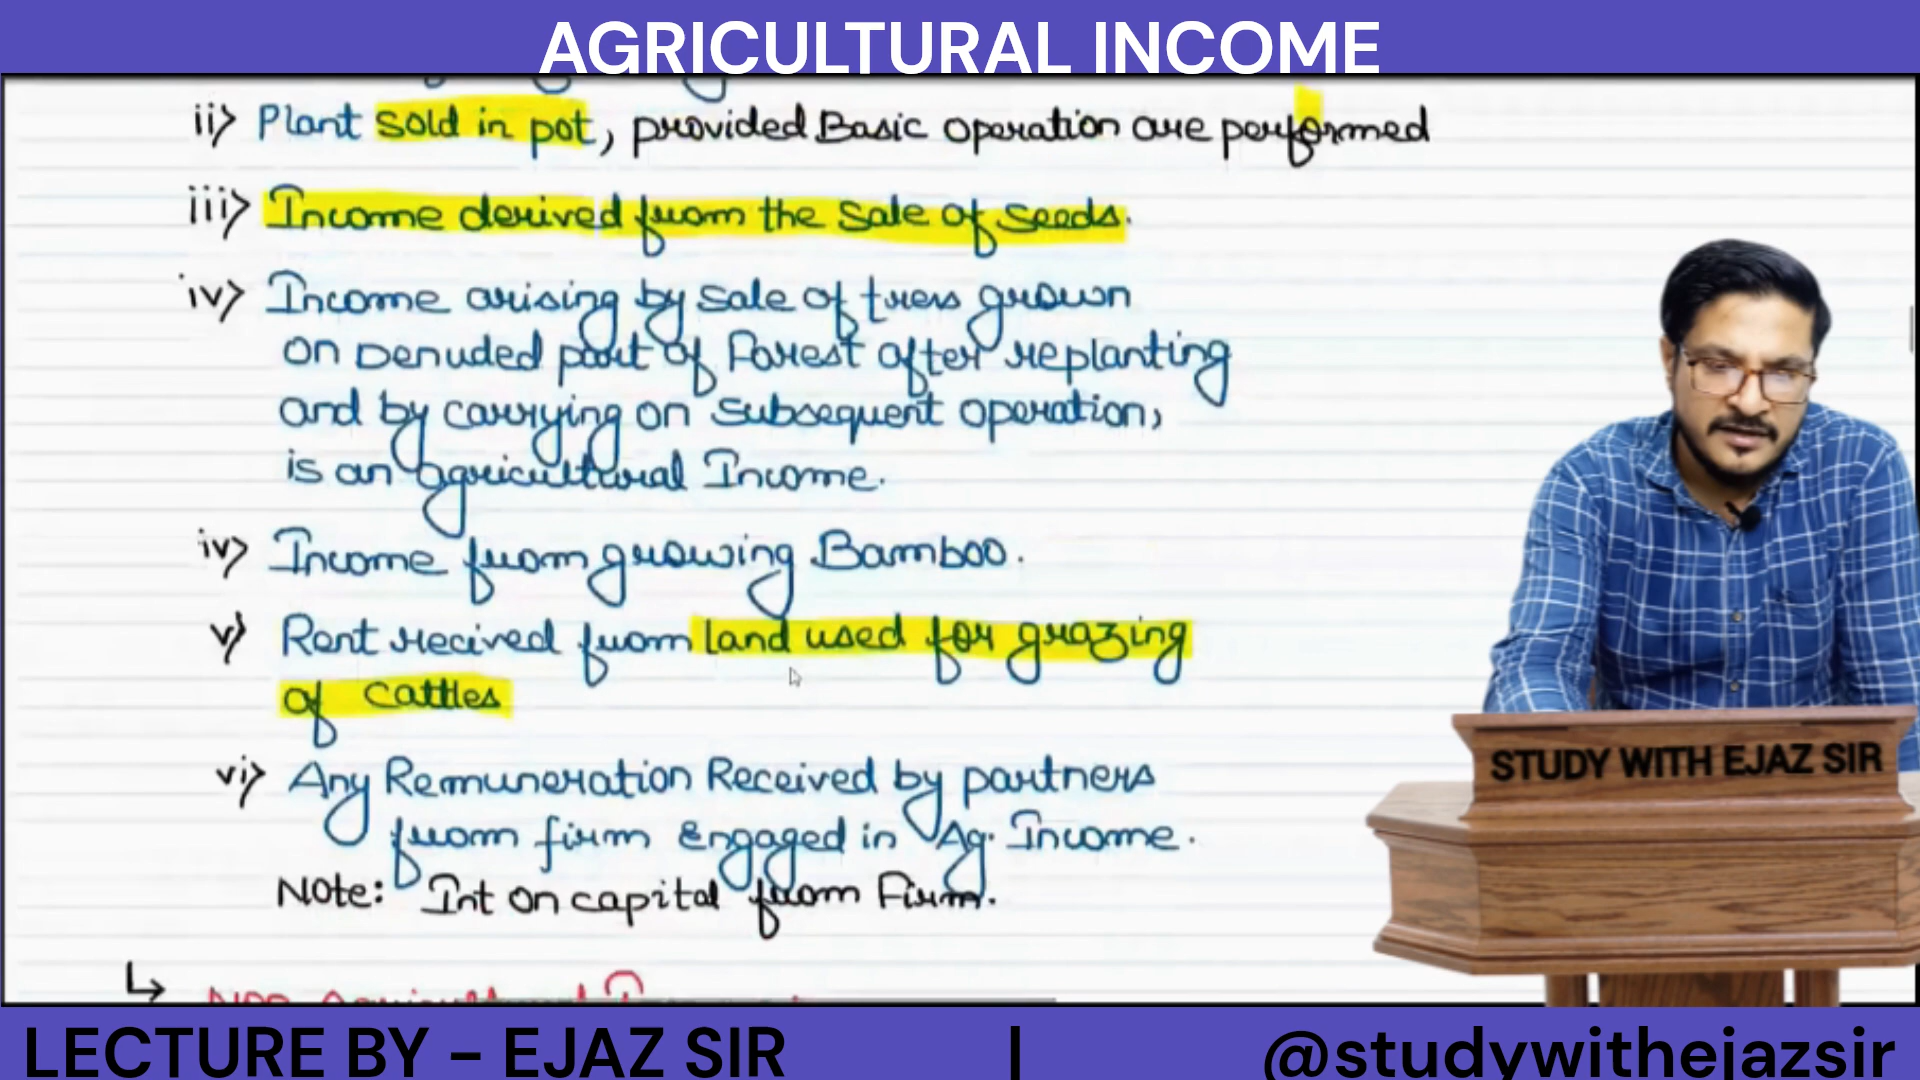 AGRICULTURAL INCOME
ii) Plant sold in pot, provided Basic operation are performed
iii) Income derived from the sale of seeds.
iv) Income arising by sale of tress grown
on Denuded part of Forest after replanting
and by carrying on subsequent operation,
is an agricultural Income.
iv) Income from growing Bamboo.
v) Rent recived from land used for grazing
of cattles
vi) Any Remuneration Received by partners
from firm Engaged in Ag. Income.
Note: Int on capital from Firm.
STUDY WITH EJAZ SIR
LECTURE BY - EJAZ SIR | @studywithejazsir